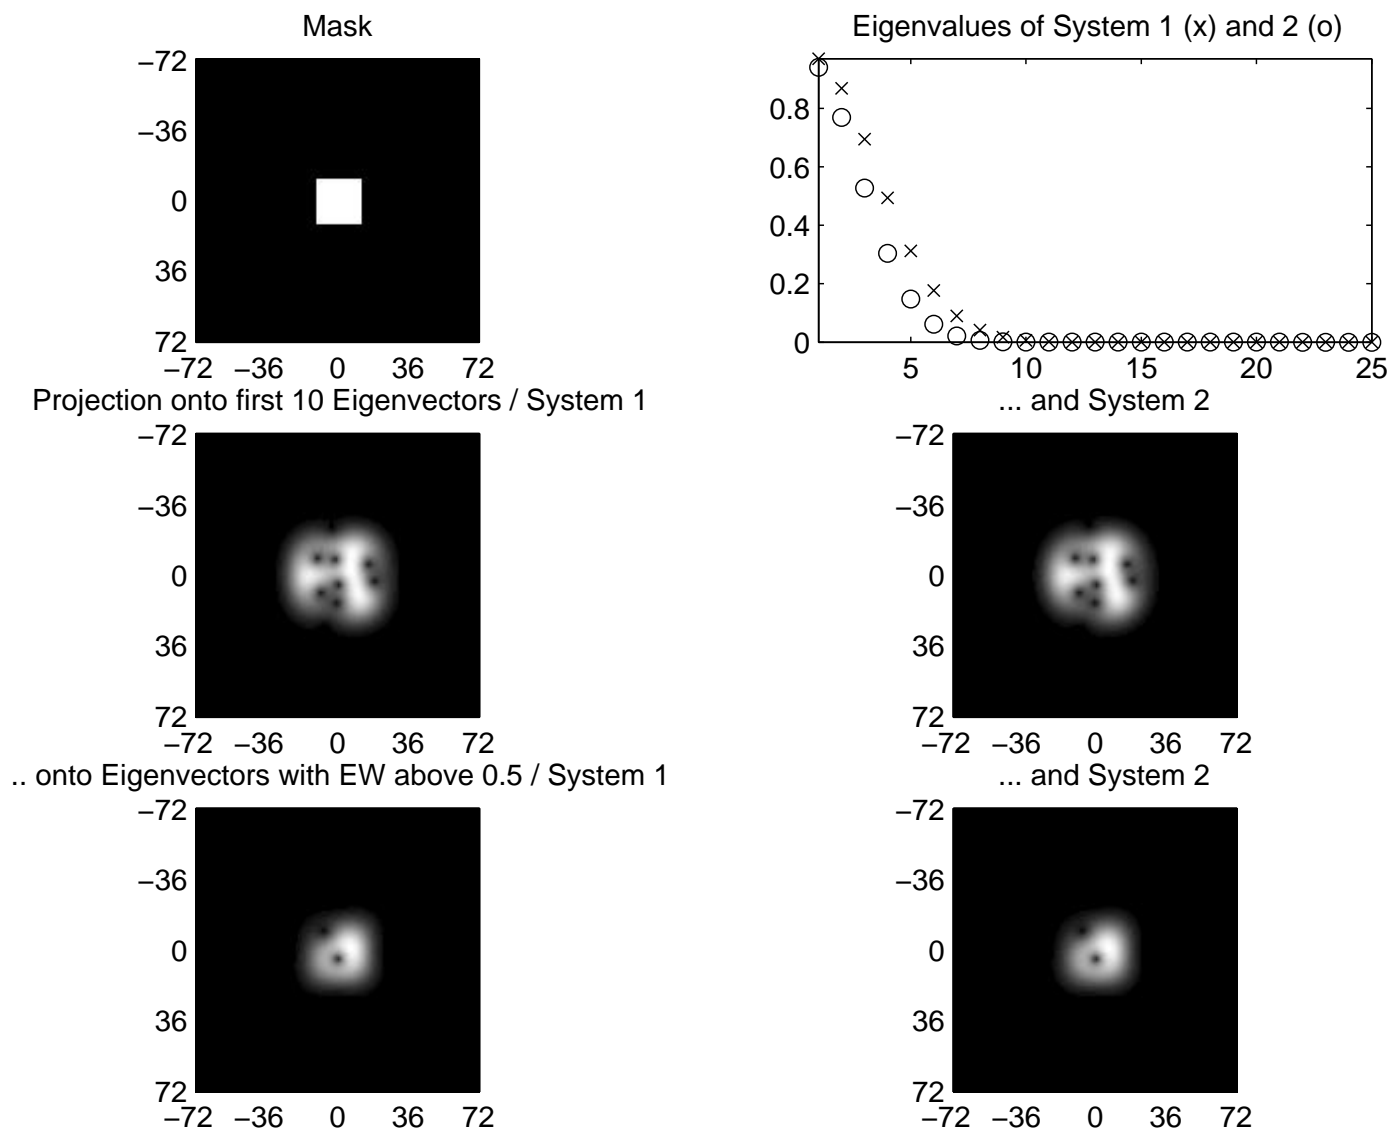 Mask
−72
−36
0
36
72
−72 −36 0 36 72
Eigenvalues of System 1 (x) and 2 (o)
0.8
0.6
0.4
0.2
0
5 10 15 20 25
Projection onto first 10 Eigenvectors / System 1
−72
−36
0
36
72
−72 −36 0 36 72
... and System 2
−72
−36
0
36
72
−72 −36 0 36 72
.. onto Eigenvectors with EW above 0.5 / System 1
−72
−36
0
36
72
−72 −36 0 36 72
... and System 2
−72
−36
0
36
72
−72 −36 0 36 72